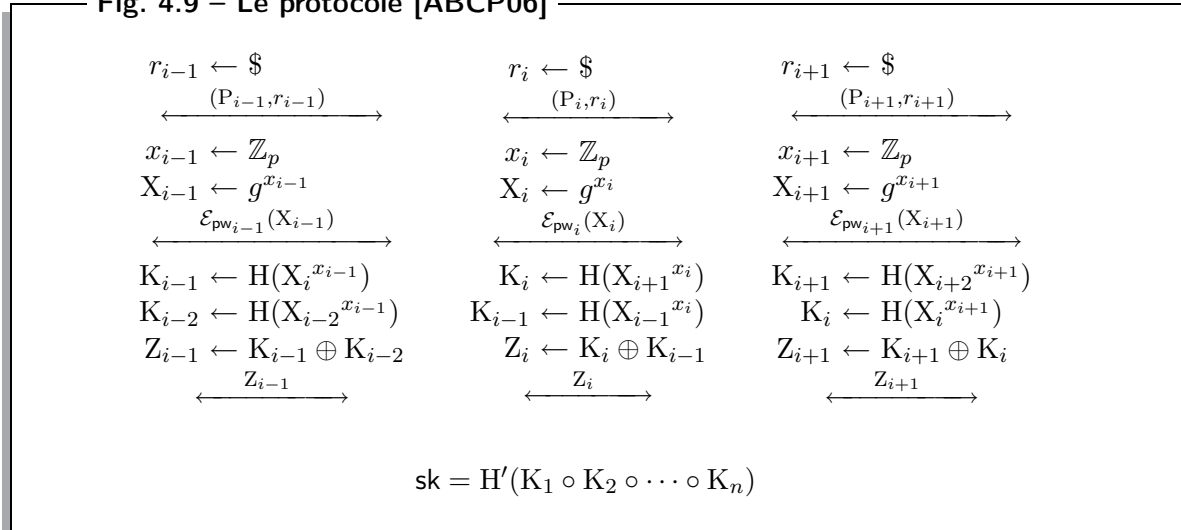 Fig. 4.9 – Le protocole [ABCP06]
r_{i−1} ← $ r_i ← $ r_{i+1} ← $
(P_{i−1},r_{i−1}) (P_i,r_i) (P_{i+1},r_{i+1})
x_{i−1} ← ℤ_p x_i ← ℤ_p x_{i+1} ← ℤ_p
X_{i−1} ← g^{x_{i−1}} X_i ← g^{x_i} X_{i+1} ← g^{x_{i+1}}
ℰ_{pw_{i−1}}(X_{i−1}) ℰ_{pw_i}(X_i) ℰ_{pw_{i+1}}(X_{i+1})
K_{i−1} ← H(X_i^{x_{i−1}}) K_i ← H(X_{i+1}^{x_i}) K_{i+1} ← H(X_{i+2}^{x_{i+1}})
K_{i−2} ← H(X_{i−2}^{x_{i−1}}) K_{i−1} ← H(X_{i−1}^{x_i}) K_i ← H(X_i^{x_{i+1}})
Z_{i−1} ← K_{i−1} ⊕ K_{i−2} Z_i ← K_i ⊕ K_{i−1} Z_{i+1} ← K_{i+1} ⊕ K_i
Z_{i−1} Z_i Z_{i+1}
sk = H′(K_1 ∘ K_2 ∘ ⋯ ∘ K_n)